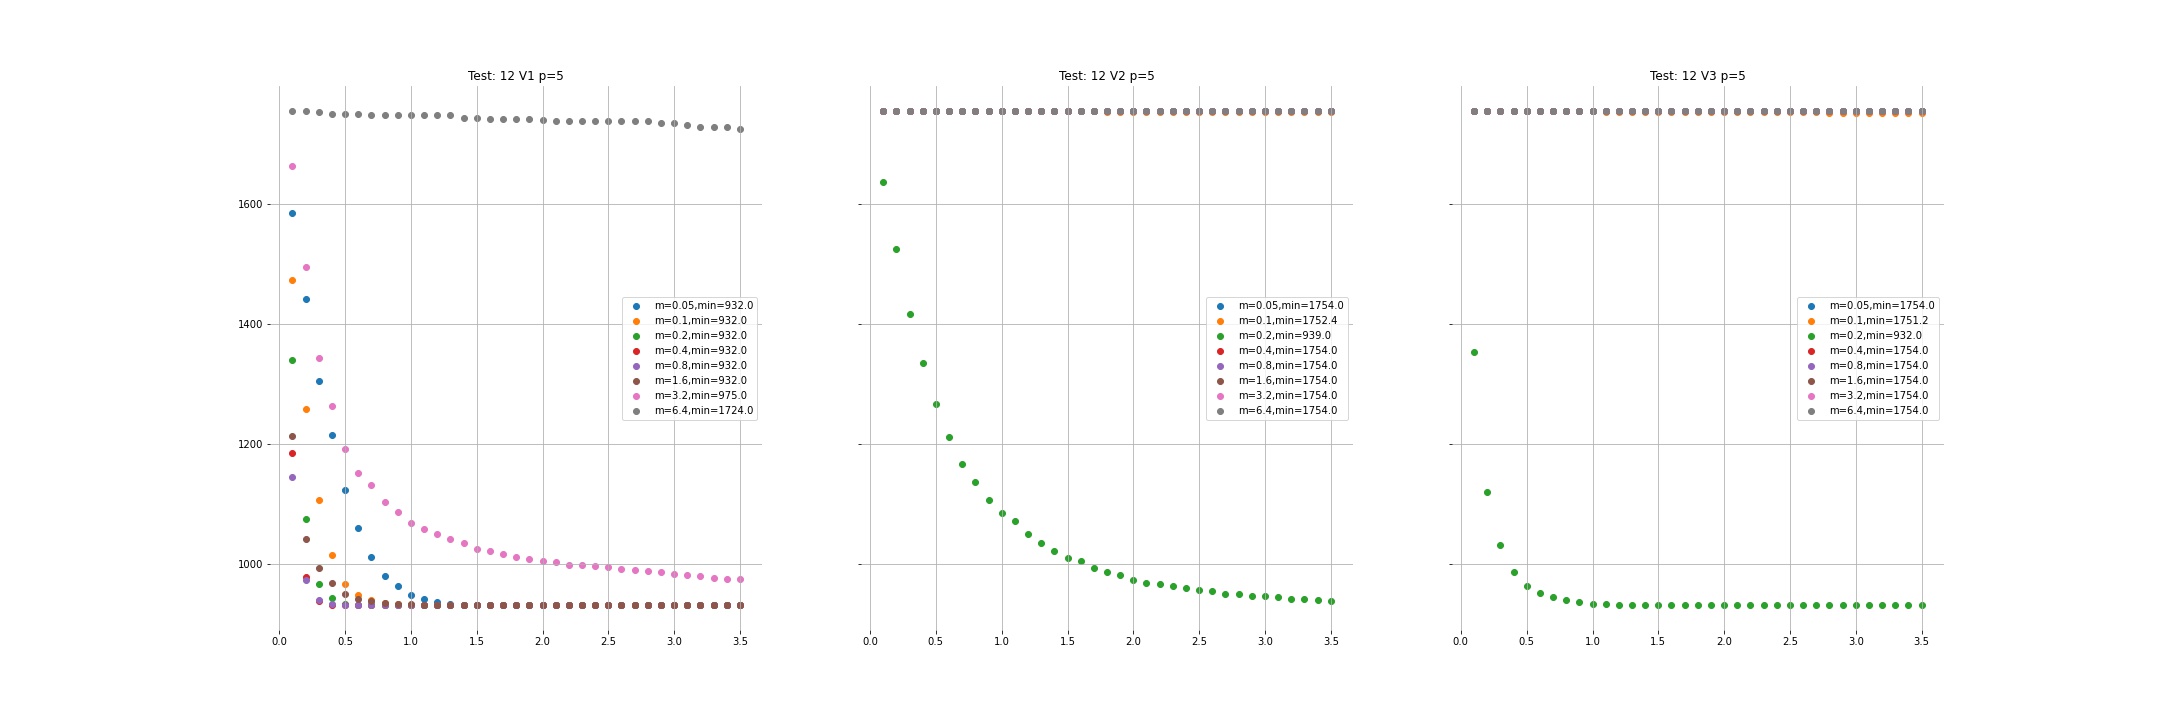 Test: 12 V1 p=5
1600
1400
1200
1000
0.0 0.5 1.0 1.5 2.0 2.5 3.0 3.5
m=0.05,min=932.0
m=0.1,min=932.0
m=0.2,min=932.0
m=0.4,min=932.0
m=0.8,min=932.0
m=1.6,min=932.0
m=3.2,min=975.0
m=6.4,min=1724.0
Test: 12 V2 p=5
0.0 0.5 1.0 1.5 2.0 2.5 3.0 3.5
m=0.05,min=1754.0
m=0.1,min=1752.4
m=0.2,min=939.0
m=0.4,min=1754.0
m=0.8,min=1754.0
m=1.6,min=1754.0
m=3.2,min=1754.0
m=6.4,min=1754.0
Test: 12 V3 p=5
0.0 0.5 1.0 1.5 2.0 2.5 3.0 3.5
m=0.05,min=1754.0
m=0.1,min=1751.2
m=0.2,min=932.0
m=0.4,min=1754.0
m=0.8,min=1754.0
m=1.6,min=1754.0
m=3.2,min=1754.0
m=6.4,min=1754.0